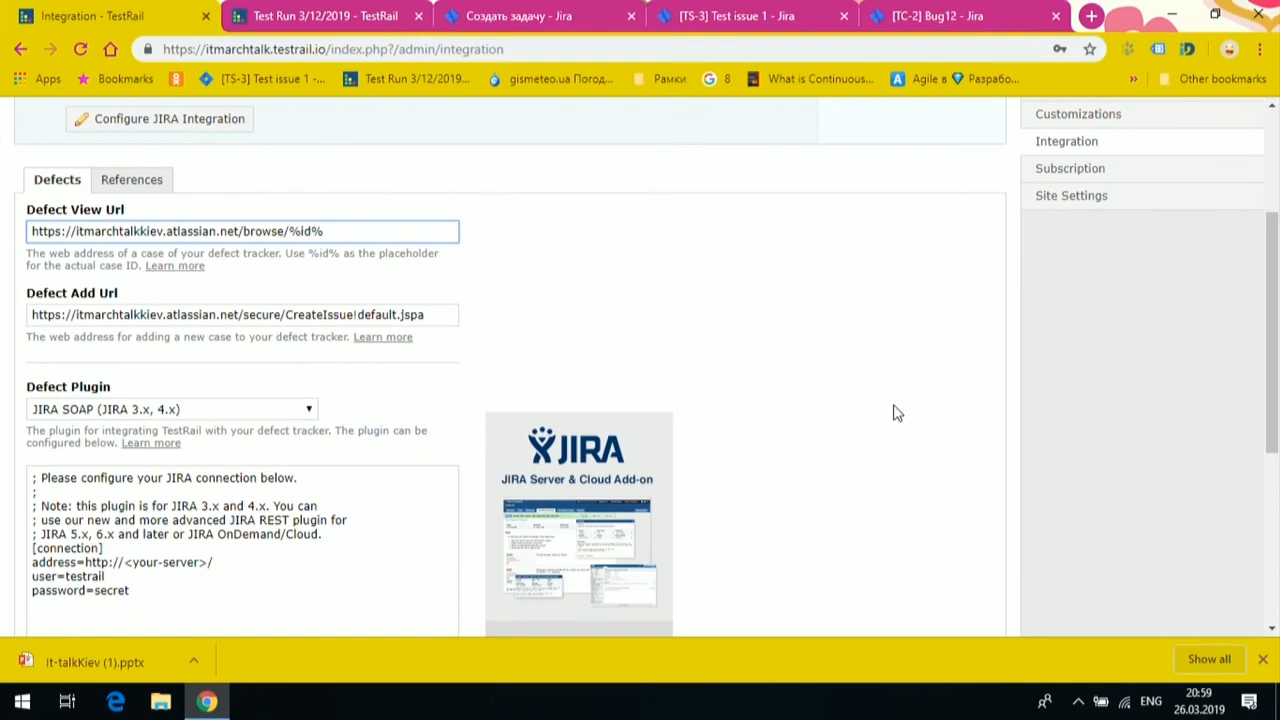 Integration - TestRail
Test Run 3/12/2019 - TestRail
Создать задачу - Jira
[TS-3] Test issue 1 - Jira
[TC-2] Bug12 - Jira
https://itmarchtalk.testrail.io/index.php?/admin/integration
Apps
Bookmarks
[TS-3] Test issue 1 -...
Test Run 3/12/2019...
gismeteo.ua Погод...
Рамки
8
What is Continuous...
Agile в
Разрабо...
»
Other bookmarks
Configure JIRA Integration
Customizations
Integration
Subscription
Site Settings
Defects
References
Defect View Url
https://itmarchtalkkiev.atlassian.net/browse/%id%
The web address of a case of your defect tracker. Use %id% as the placeholder
for the actual case ID. Learn more
Defect Add Url
https://itmarchtalkkiev.atlassian.net/secure/CreateIssue!default.jspa
The web address for adding a new case to your defect tracker. Learn more
Defect Plugin
JIRA SOAP (JIRA 3.x, 4.x)
The plugin for integrating TestRail with your defect tracker. The plugin can be
configured below. Learn more
; Please configure your JIRA connection below.
;
; Note: this plugin is for JIRA 3.x and 4.x. You can
; use our new and more advanced JIRA REST plugin for
; JIRA 5.x, 6.x and later or JIRA OnDemand/Cloud.
[connection]
address=http://<your-server>/
user=testrail
password=secret
JIRA
JIRA Server & Cloud Add-on
It-talkKiev (1).pptx
Show all
ENG
20:59
26.03.2019